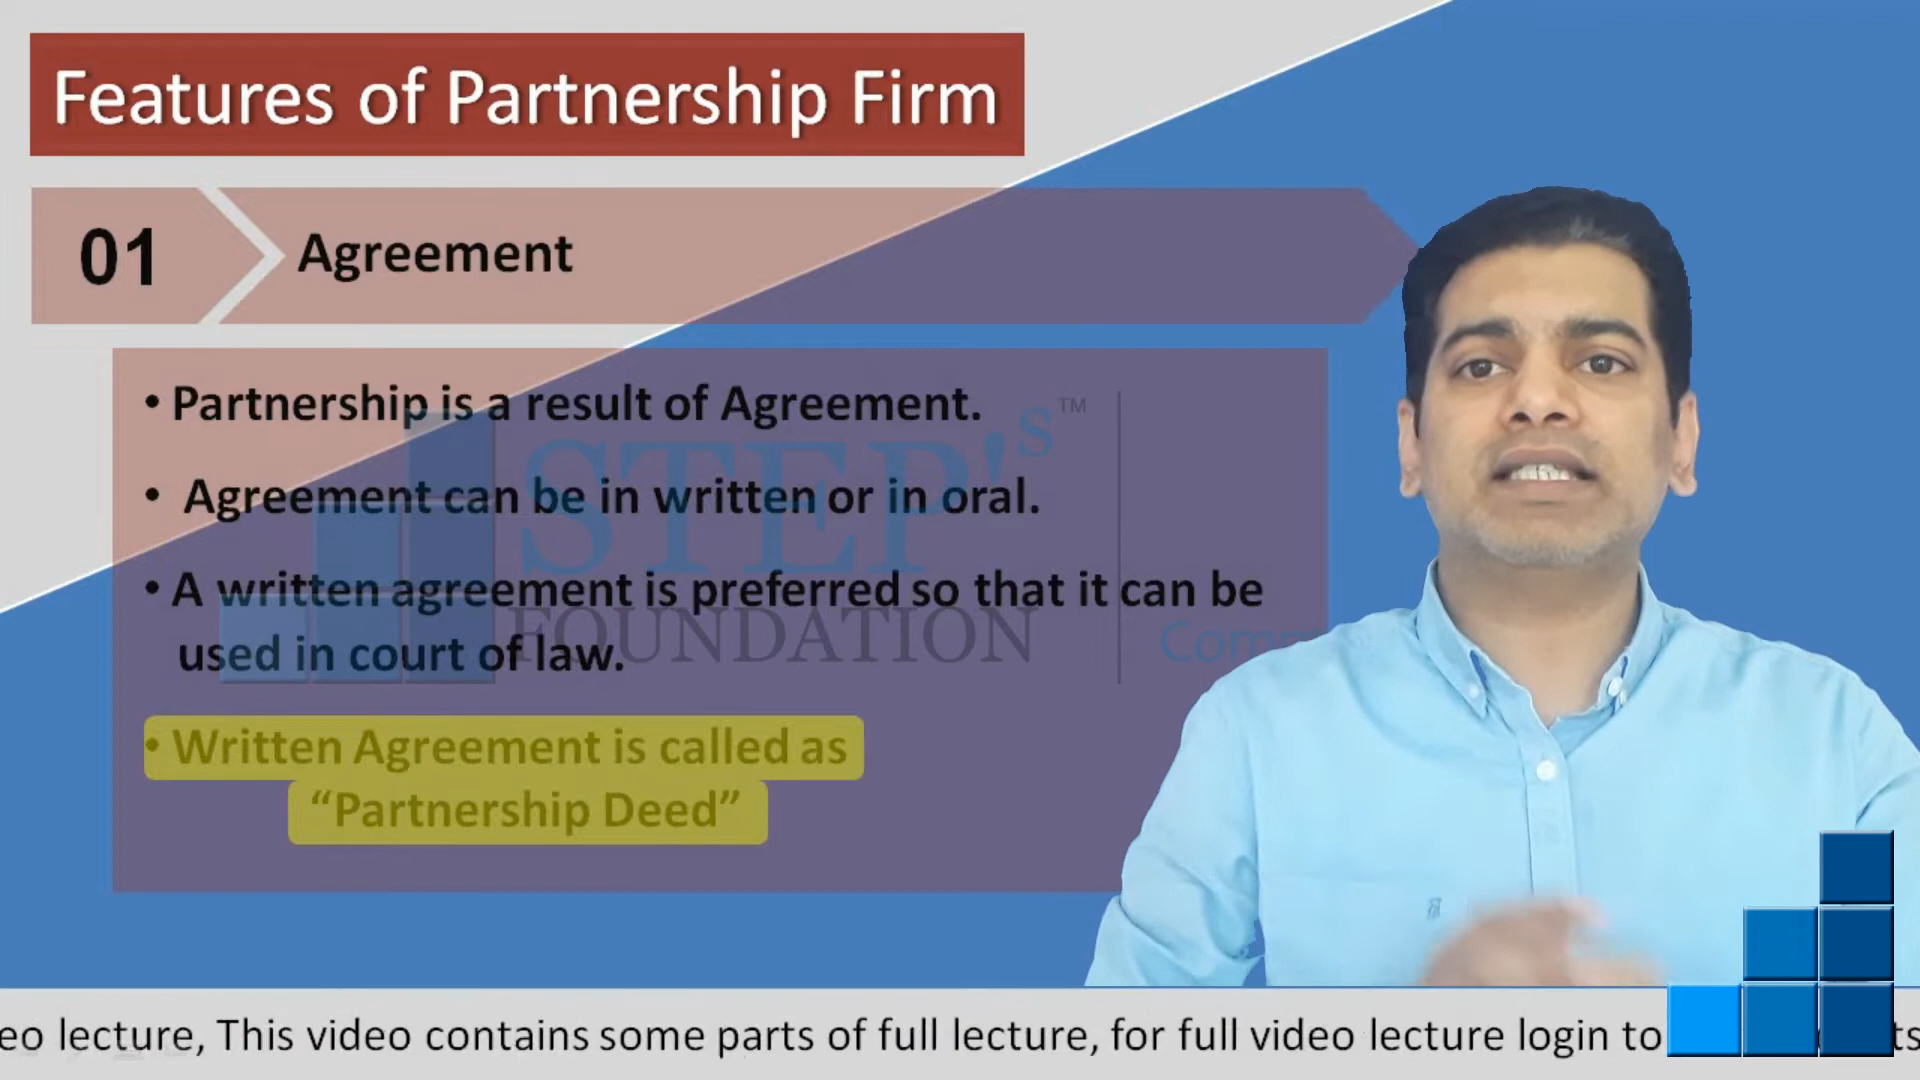 Features of Partnership Firm
01
Agreement
• Partnership is a result of Agreement.
• Agreement can be in written or in oral.
• A written agreement is preferred so that it can be
used in court of law.
• Written Agreement is called as
“Partnership Deed”
STEP's™
FOUNDATION
lecture, This video contains some parts of full lecture, for full video lecture login to